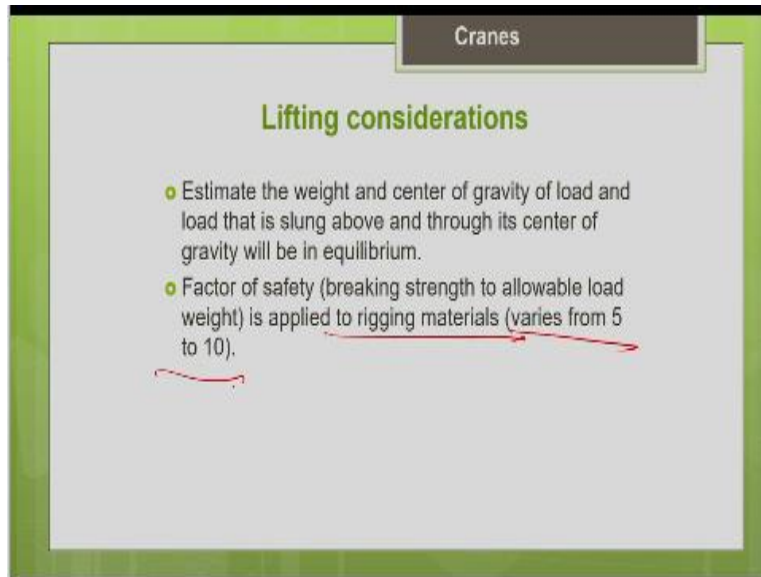 Cranes
Lifting considerations
Estimate the weight and center of gravity of load and
load that is slung above and through its center of
gravity will be in equilibrium.
Factor of safety (breaking strength to allowable load
weight) is applied to rigging materials (varies from 5
to 10).